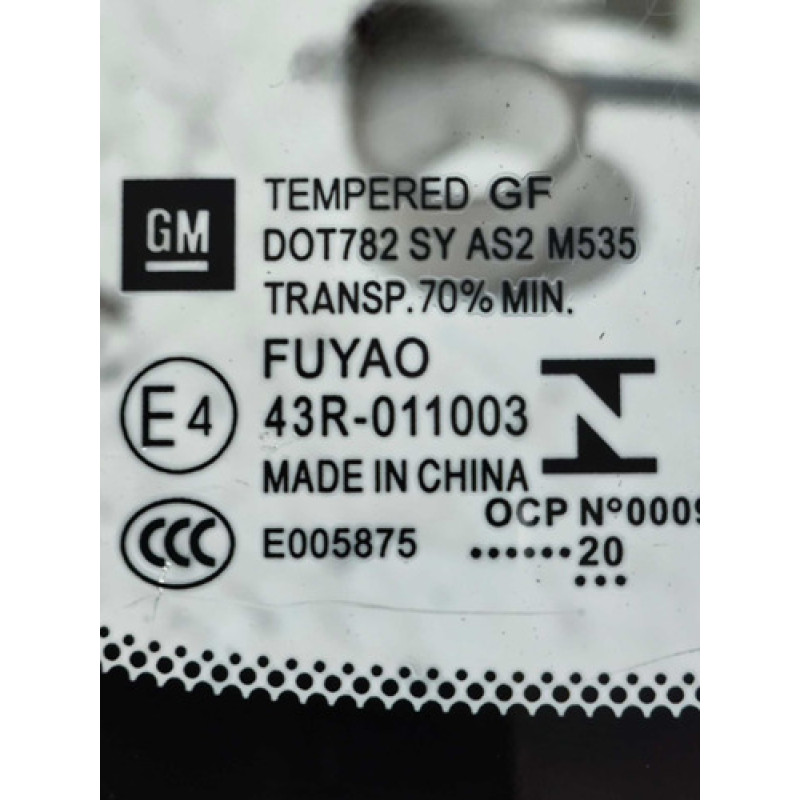 GM
TEMPERED GF
DOT782 SY AS2 M535
TRANSP.70% MIN.
FUYAO
E4
43R-011003
MADE IN CHINA
OCP Nº0009
CCC
E005875
••••••20
•••